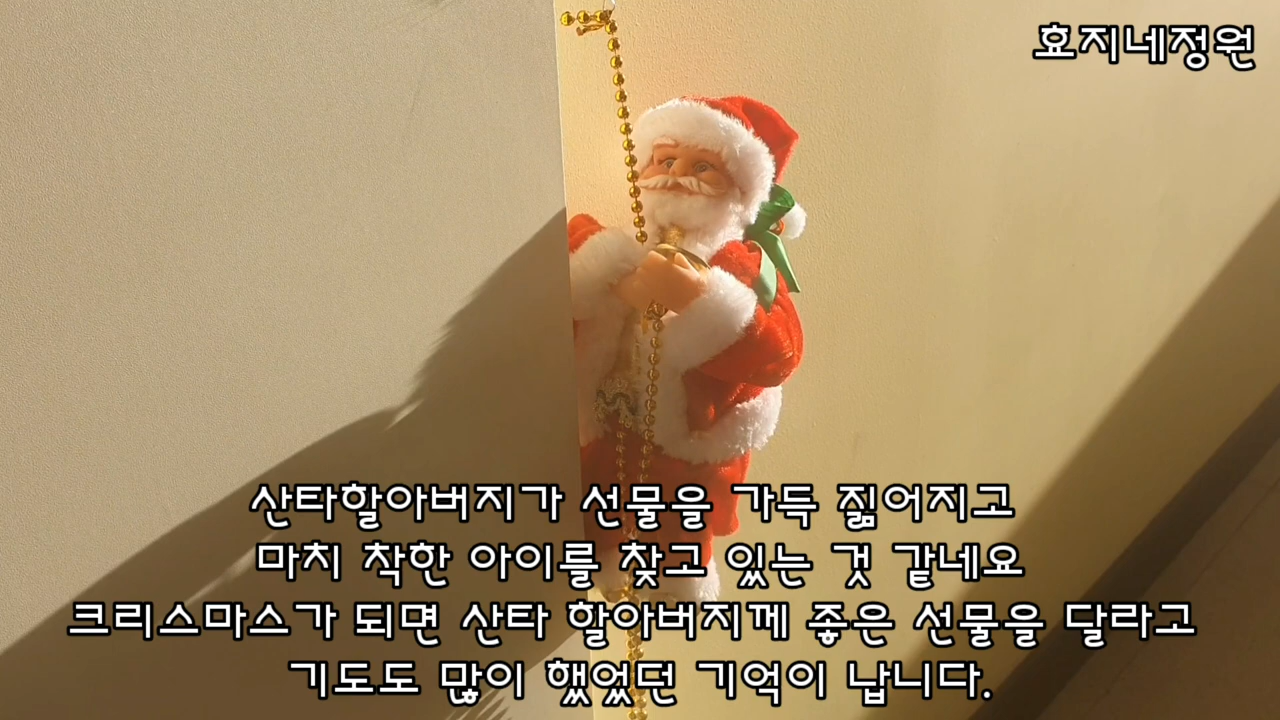 효지네정원
산타할아버지가 선물을 가득 짊어지고
마치 착한 아이를 찾고 있는 것 같네요
크리스마스가 되면 산타 할아버지께 좋은 선물을 달라고
기도도 많이 했었던 기억이 납니다.